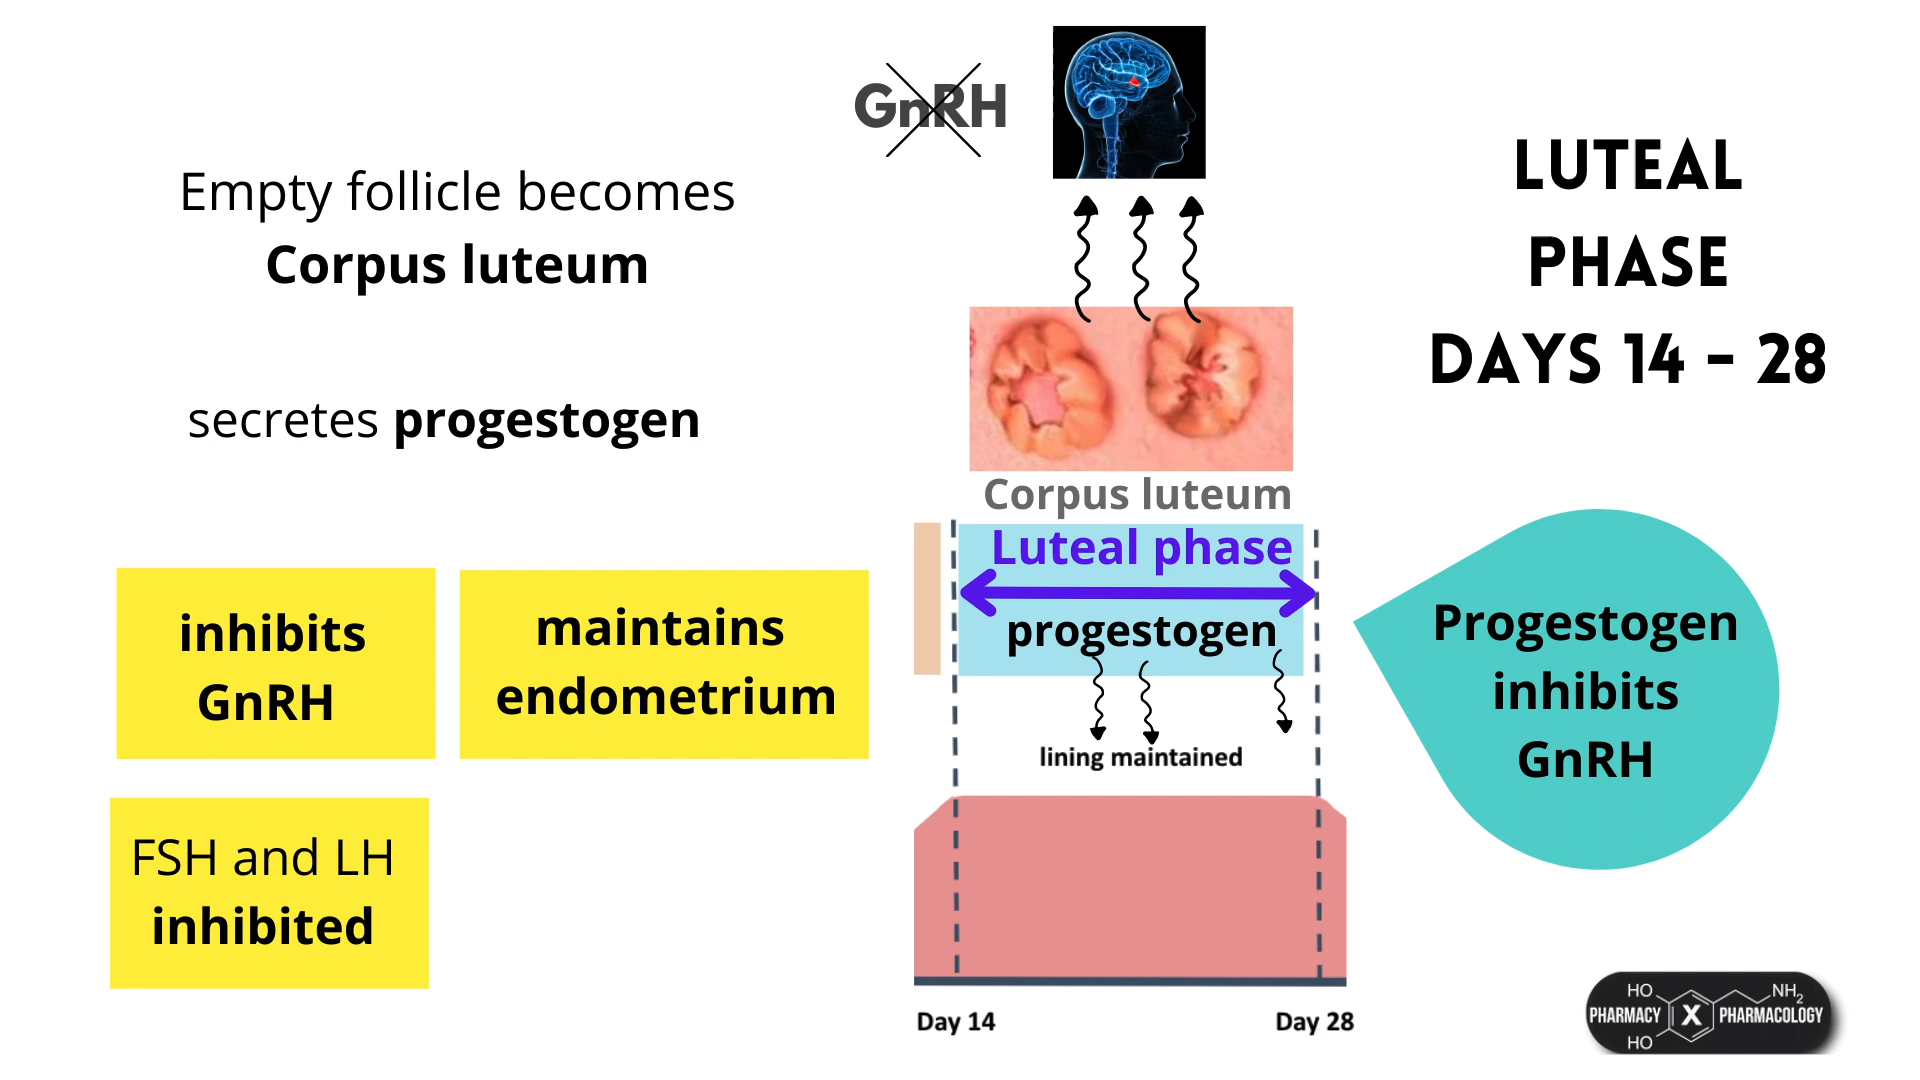 GnRH
Empty follicle becomes
Corpus luteum
secretes progestogen
inhibits
GnRH
maintains
endometrium
FSH and LH
inhibited
Corpus luteum
Luteal phase
progestogen
lining maintained
Day 14
Day 28
LUTEAL
PHASE
DAYS 14 - 28
Progestogen
inhibits
GnRH
HO
NH2
PHARMACY X PHARMACOLOGY
HO